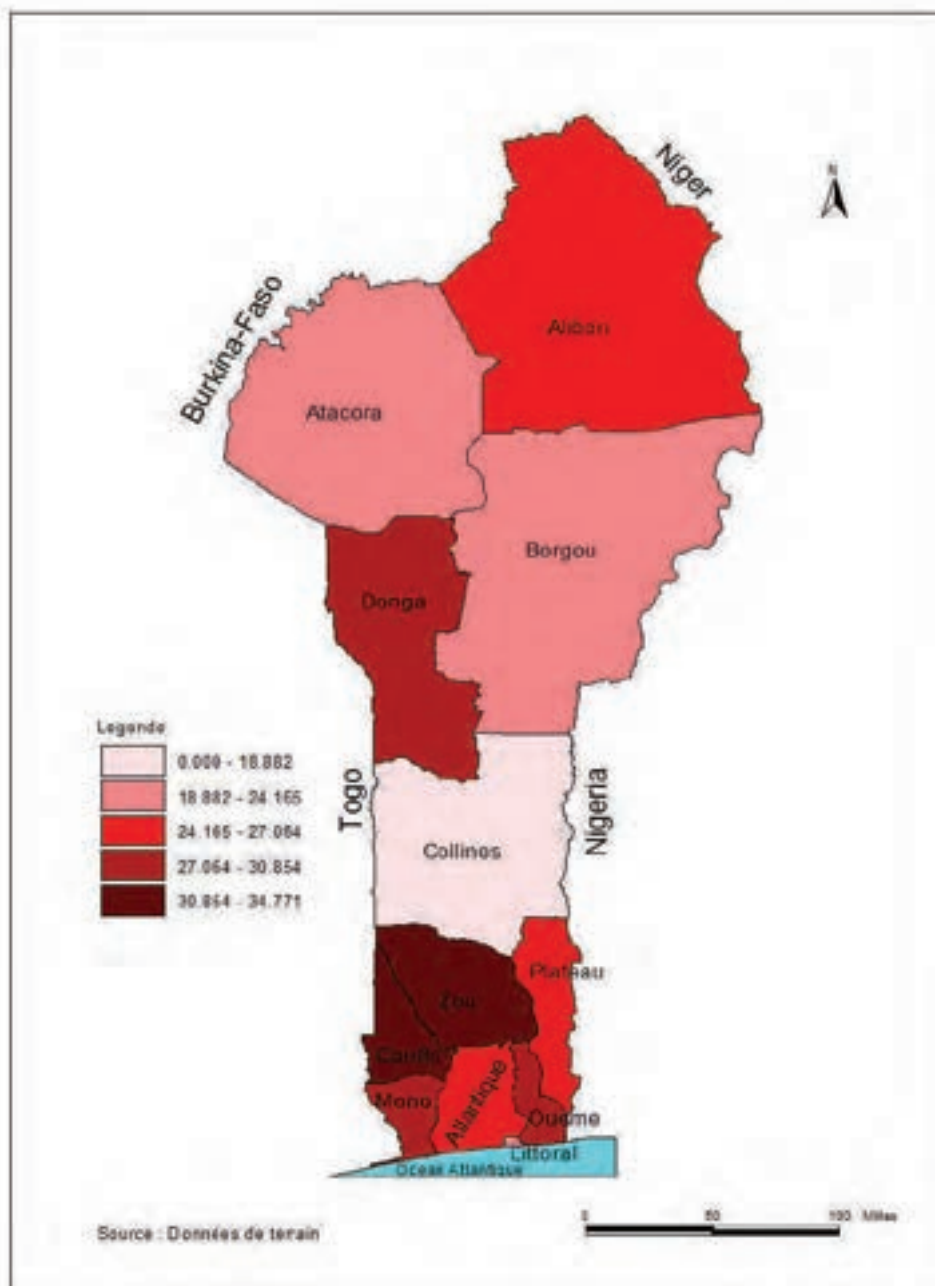 Niger
N
Burkina-Faso
Alibori
Atacora
Borgou
Donga
Legende
0.000 - 18.882
18.882 - 24.165
24.165 - 27.064
27.064 - 30.854
30.854 - 34.771
Togo
Nigeria
Collines
Plateau
Zou
Couffo
Mono
Atlantique
Oueme
Littoral
Ocean Atlantique
0 50 100 Miles
Source : Données de terrain